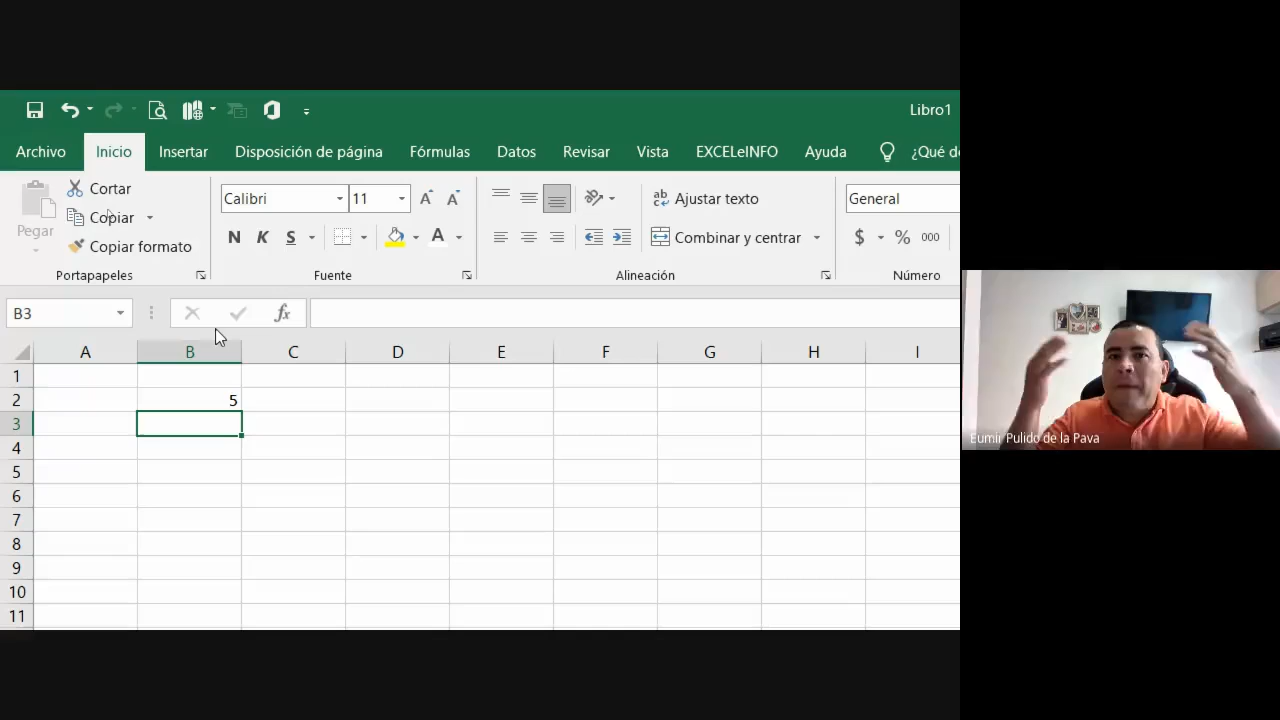 Libro1
Archivo Inicio Insertar Disposición de página Fórmulas Datos Revisar Vista EXCELeINFO Ayuda ¿Qué de
Pegar
Cortar
Copiar
Copiar formato
Portapapeles
Calibri 11 A A
N K S A
Fuente
ab Ajustar texto
Combinar y centrar
Alineación
General
$ % 000
Número
B3 fx
A B C D E F G H I
1
2 5
3
4
5
6
7
8
9
10
11
Eumir Pulido de la Pava